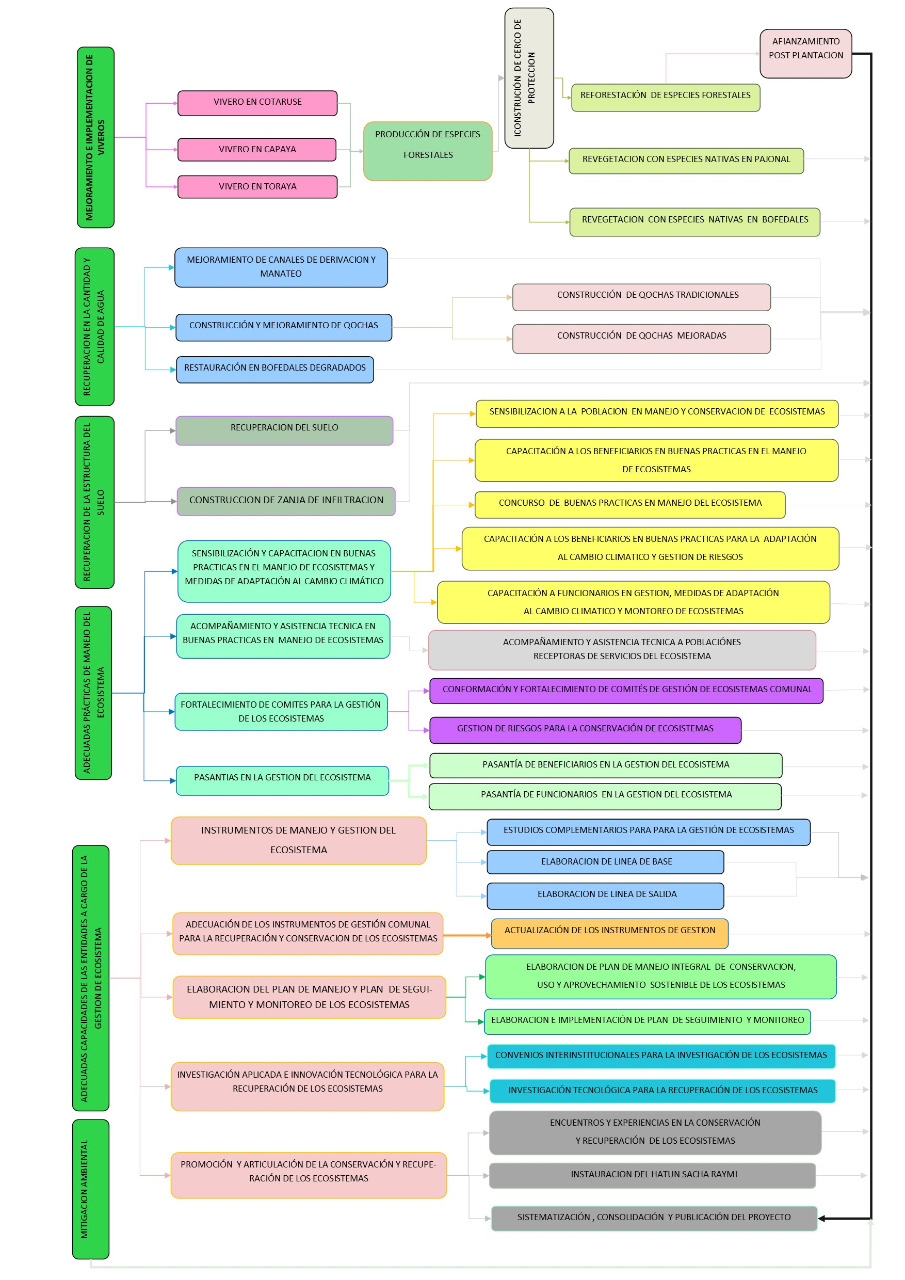 MEJORAMIENTO E IMPLEMENTACION DE
VIVEROS
VIVERO EN COTARUSE
VIVERO EN CAPAYA
VIVERO EN TORAYA
PRODUCCIÓN DE ESPECIES
FORESTALES
ICONSTRUCIÓN DE CERCO DE
PROTECCION
AFIANZAMIENTO
POST PLANTACION
REFORESTACIÓN DE ESPECIES FORESTALES
REVEGETACION CON ESPECIES NATIVAS EN PAJONAL
REVEGETACION CON ESPECIES NATIVAS EN BOFEDALES
RECUPERACION EN LA CANTIDAD Y
CALIDAD DE AGUA
MEJORAMIENTO DE CANALES DE DERIVACION Y
MANATEO
CONSTRUCCIÓN Y MEJORAMIENTO DE QOCHAS
RESTAURACIÓN EN BOFEDALES DEGRADADOS
CONSTRUCCIÓN DE QOCHAS TRADICIONALES
CONSTRUCCIÓN DE QOCHAS MEJORADAS
RECUPERACION DE LA ESTRUCTURA DEL
SUELO
RECUPERACION DEL SUELO
CONSTRUCCION DE ZANJA DE INFILTRACION
ADECUADAS PRÁCTICAS DE MANEJO DEL
ECOSISTEMA
SENSIBILIZACIÓN Y CAPACITACION EN BUENAS
PRACTICAS EN EL MANEJO DE ECOSISTEMAS Y
MEDIDAS DE ADAPTACIÓN AL CAMBIO CLIMÁTICO
SENSIBILIZACION A LA POBLACION EN MANEJO Y CONSERVACION DE ECOSISTEMAS
CAPACITACIÓN A LOS BENEFICIARIOS EN BUENAS PRACTICAS EN EL MANEJO
DE ECOSISTEMAS
CONCURSO DE BUENAS PRACTICAS EN MANEJO DEL ECOSISTEMA
CAPACITACIÓN A LOS BENEFICIARIOS EN BUENAS PRACTICAS PARA LA ADAPTACIÓN
AL CAMBIO CLIMATICO Y GESTION DE RIESGOS
CAPACITACIÓN A FUNCIONARIOS EN GESTION, MEDIDAS DE ADAPTACIÓN
AL CAMBIO CLIMATICO Y MONITOREO DE ECOSISTEMAS
ACOMPAÑAMIENTO Y ASISTENCIA TECNICA EN
BUENAS PRACTICAS EN MANEJO DE ECOSISTEMAS
ACOMPAÑAMIENTO Y ASISTENCIA TECNICA A POBLACIÓNES
RECEPTORAS DE SERVICIOS DEL ECOSISTEMA
FORTALECIMIENTO DE COMITES PARA LA GESTIÓN
DE LOS ECOSISTEMAS
CONFORMACIÓN Y FORTALECIMIENTO DE COMITÉS DE GESTIÓN DE ECOSISTEMAS COMUNAL
GESTION DE RIESGOS PARA LA CONSERVACIÓN DE ECOSISTEMAS
PASANTIAS EN LA GESTION DEL ECOSISTEMA
PASANTÍA DE BENEFICIARIOS EN LA GESTION DEL ECOSISTEMA
PASANTÍA DE FUNCIONARIOS EN LA GESTION DEL ECOSISTEMA
ADECUADAS CAPACIDADES DE LAS ENTIDADES A CARGO DE LA
GESTION DE ECOSISTEMA
INSTRUMENTOS DE MANEJO Y GESTION DEL
ECOSISTEMA
ESTUDIOS COMPLEMENTARIOS PARA PARA LA GESTIÓN DE ECOSISTEMAS
ELABORACION DE LINEA DE BASE
ELABORACION DE LINEA DE SALIDA
ADECUACIÓN DE LOS INSTRUMENTOS DE GESTIÓN COMUNAL
PARA LA RECUPERACIÓN Y CONSERVACION DE LOS ECOSISTEMAS
ACTUALIZACIÓN DE LOS INSTRUMENTOS DE GESTION
ELABORACION DEL PLAN DE MANEJO Y PLAN DE SEGUI-
MIENTO Y MONITOREO DE LOS ECOSISTEMAS
ELABORACION DE PLAN DE MANEJO INTEGRAL DE CONSERVACION,
USO Y APROVECHAMIENTO SOSTENIBLE DE LOS ECOSISTEMAS
ELABORACION E IMPLEMENTACIÓN DE PLAN DE SEGUIMIENTO Y MONITOREO
INVESTIGACIÓN APLICADA E INNOVACIÓN TECNOLÓGICA PARA LA
RECUPERACIÓN DE LOS ECOSISTEMAS
CONVENIOS INTERINSTITUCIONALES PARA LA INVESTIGACIÓN DE LOS ECOSISTEMAS
INVESTIGACIÓN TECNOLÓGICA PARA LA RECUPERACIÓN DE LOS ECOSISTEMAS
MITIGACION AMBIENTAL
PROMOCIÓN Y ARTICULACIÓN DE LA CONSERVACIÓN Y RECUPE-
RACIÓN DE LOS ECOSISTEMAS
ENCUENTROS Y EXPERIENCIAS EN LA CONSERVACIÓN
Y RECUPERACIÓN DE LOS ECOSISTEMAS
INSTAURACION DEL HATUN SACHA RAYMI
SISTEMATIZACIÓN , CONSOLIDACIÓN Y PUBLICACIÓN DEL PROYECTO